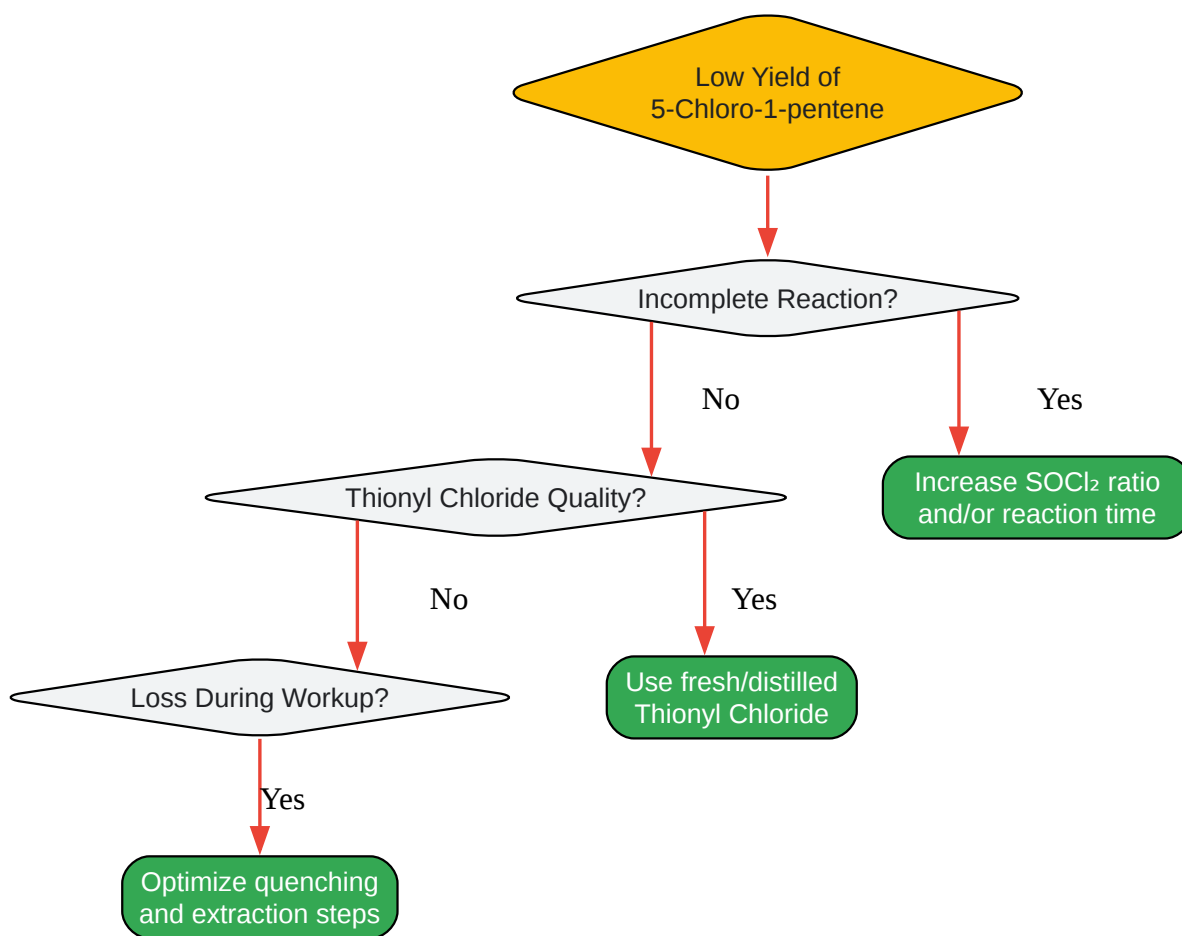 Low Yield of
5-Chloro-1-pentene
Incomplete Reaction?
No
Yes
Increase SOCl₂ ratio
and/or reaction time
Thionyl Chloride Quality?
No
Yes
Use fresh/distilled
Thionyl Chloride
Loss During Workup?
Yes
Optimize quenching
and extraction steps